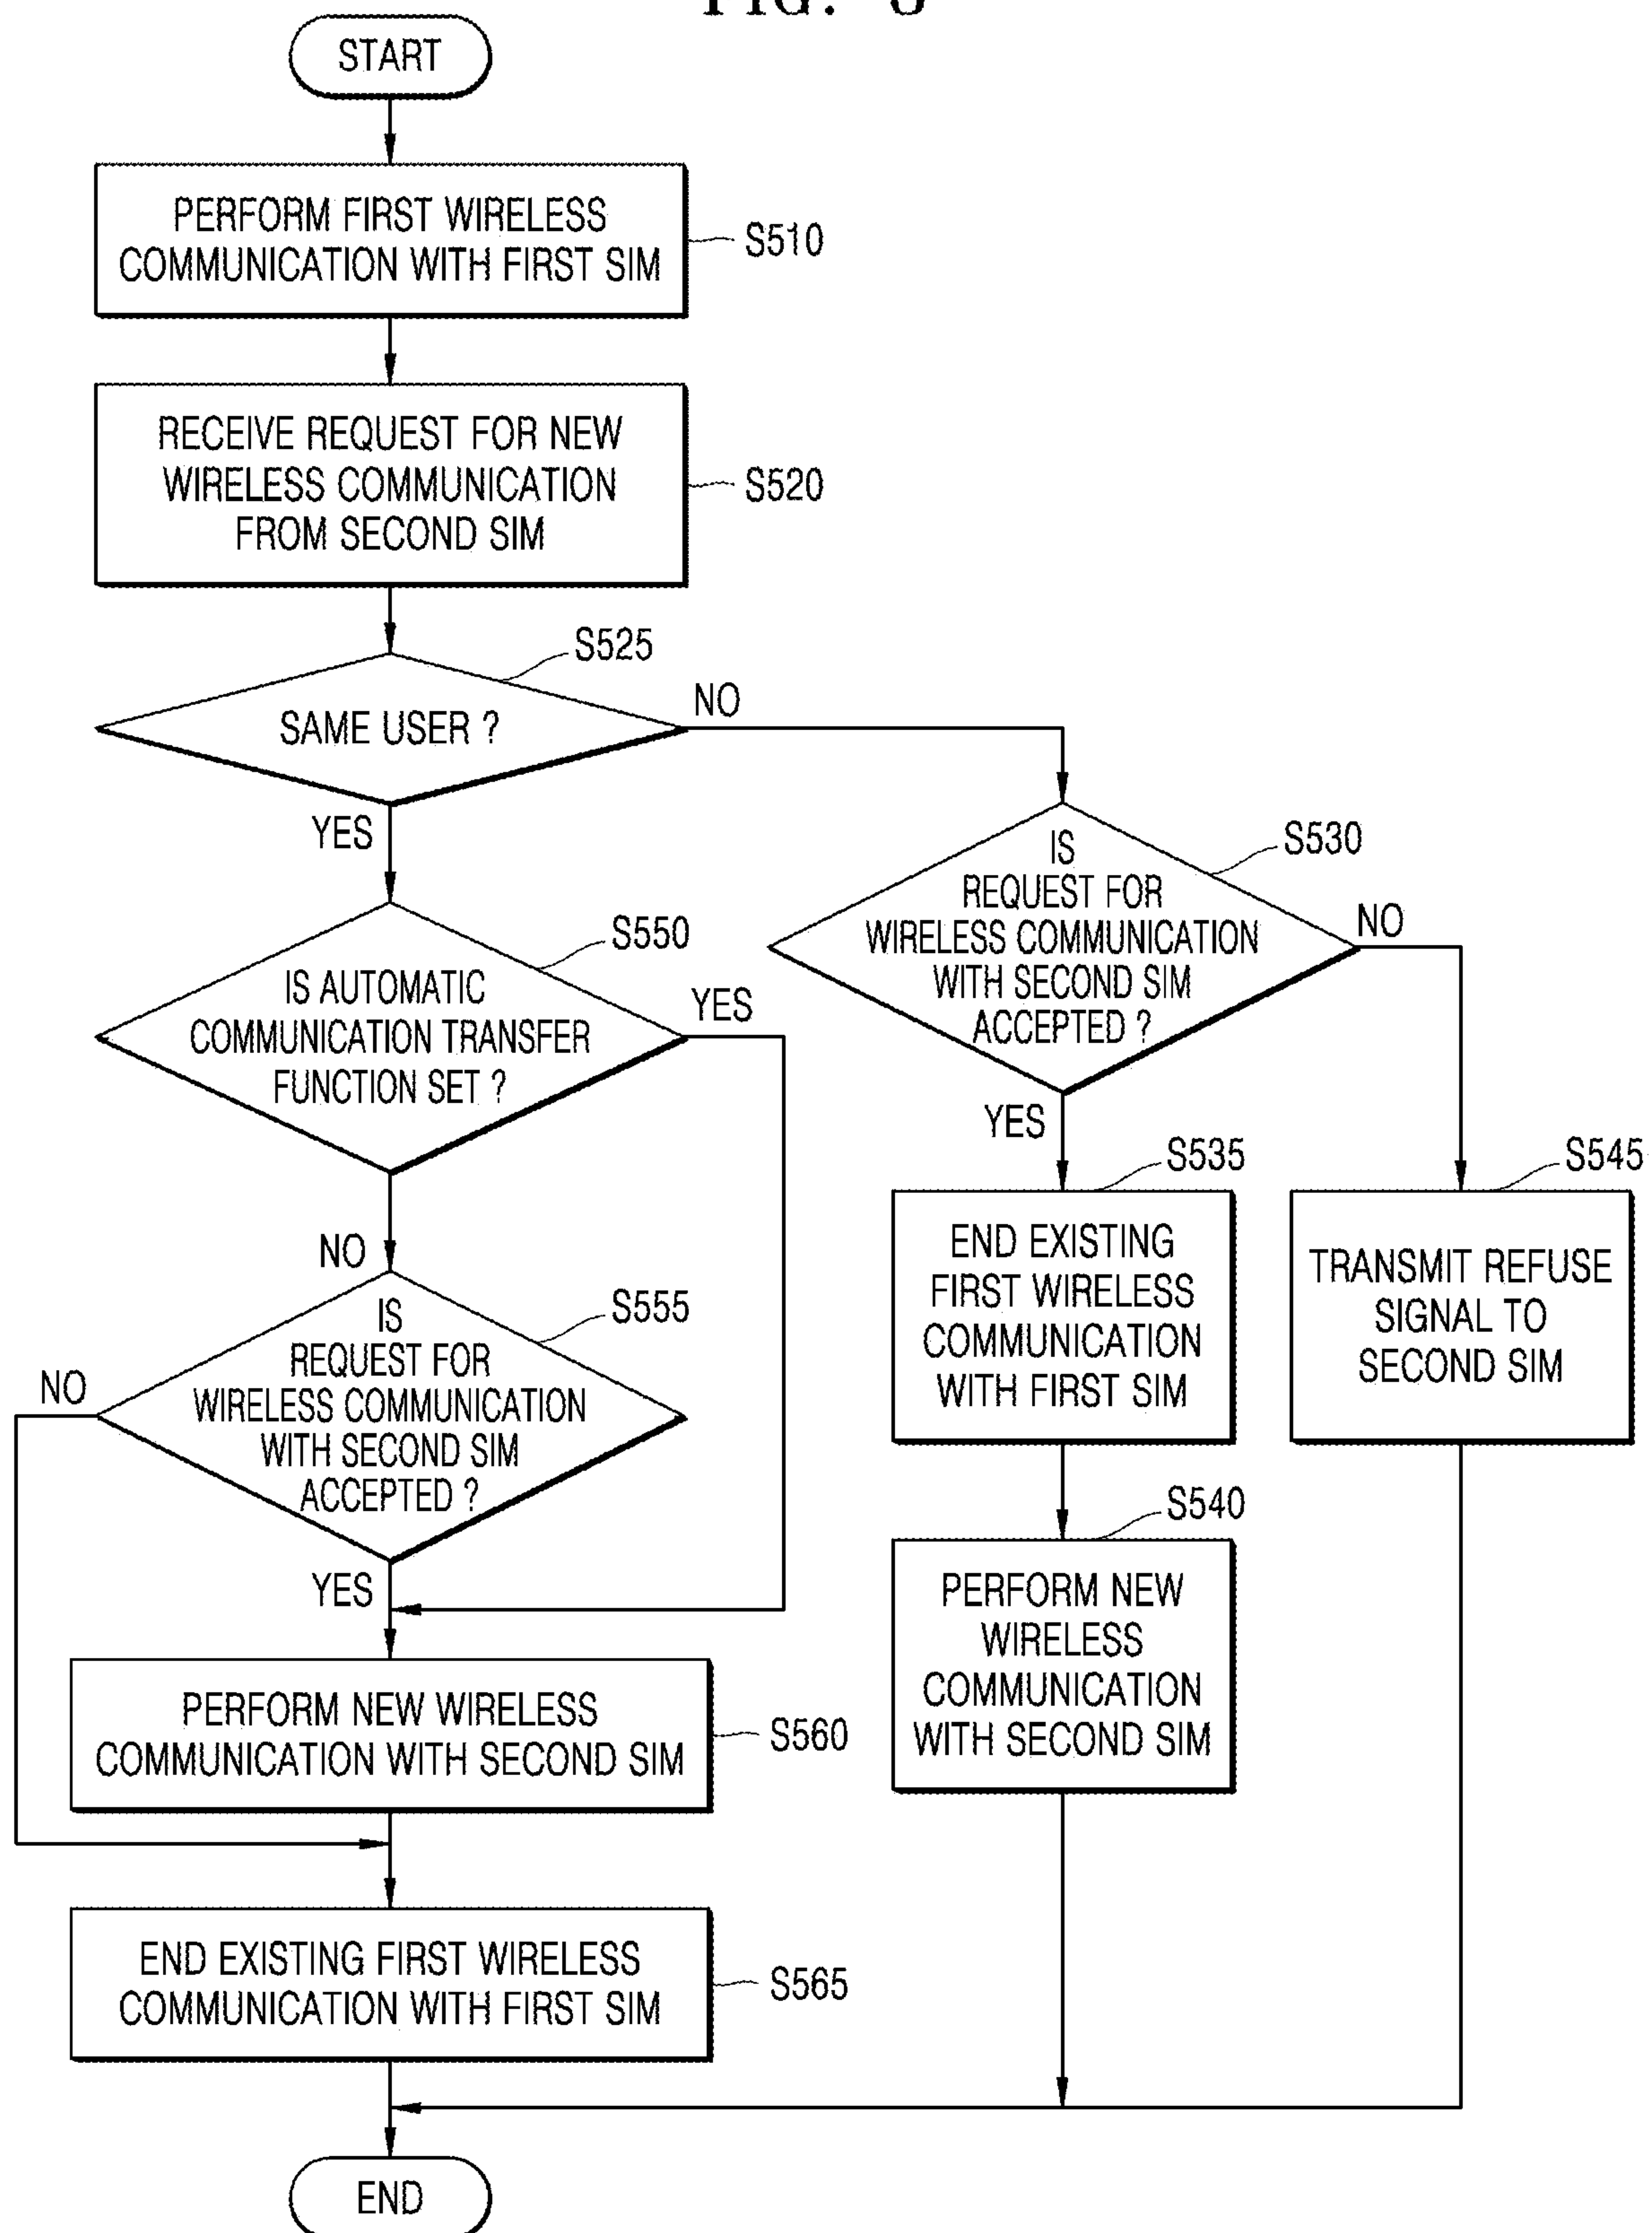 START
PERFORM FIRST WIRELESS
COMMUNICATION WITH FIRST SIM
S510
RECEIVE REQUEST FOR NEW
WIRELESS COMMUNICATION
FROM SECOND SIM
S520
SAME USER ?
S525
NO
YES
IS AUTOMATIC
COMMUNICATION TRANSFER
FUNCTION SET ?
S550
YES
NO
IS
REQUEST FOR
WIRELESS COMMUNICATION
WITH SECOND SIM
ACCEPTED ?
S555
NO
YES
PERFORM NEW WIRELESS
COMMUNICATION WITH SECOND SIM
S560
END EXISTING FIRST WIRELESS
COMMUNICATION WITH FIRST SIM
S565
IS
REQUEST FOR
WIRELESS COMMUNICATION
WITH SECOND SIM
ACCEPTED ?
S530
NO
YES
S535
END EXISTING
FIRST WIRELESS
COMMUNICATION
WITH FIRST SIM
S540
PERFORM NEW
WIRELESS
COMMUNICATION
WITH SECOND SIM
S545
TRANSMIT REFUSE
SIGNAL TO
SECOND SIM
END